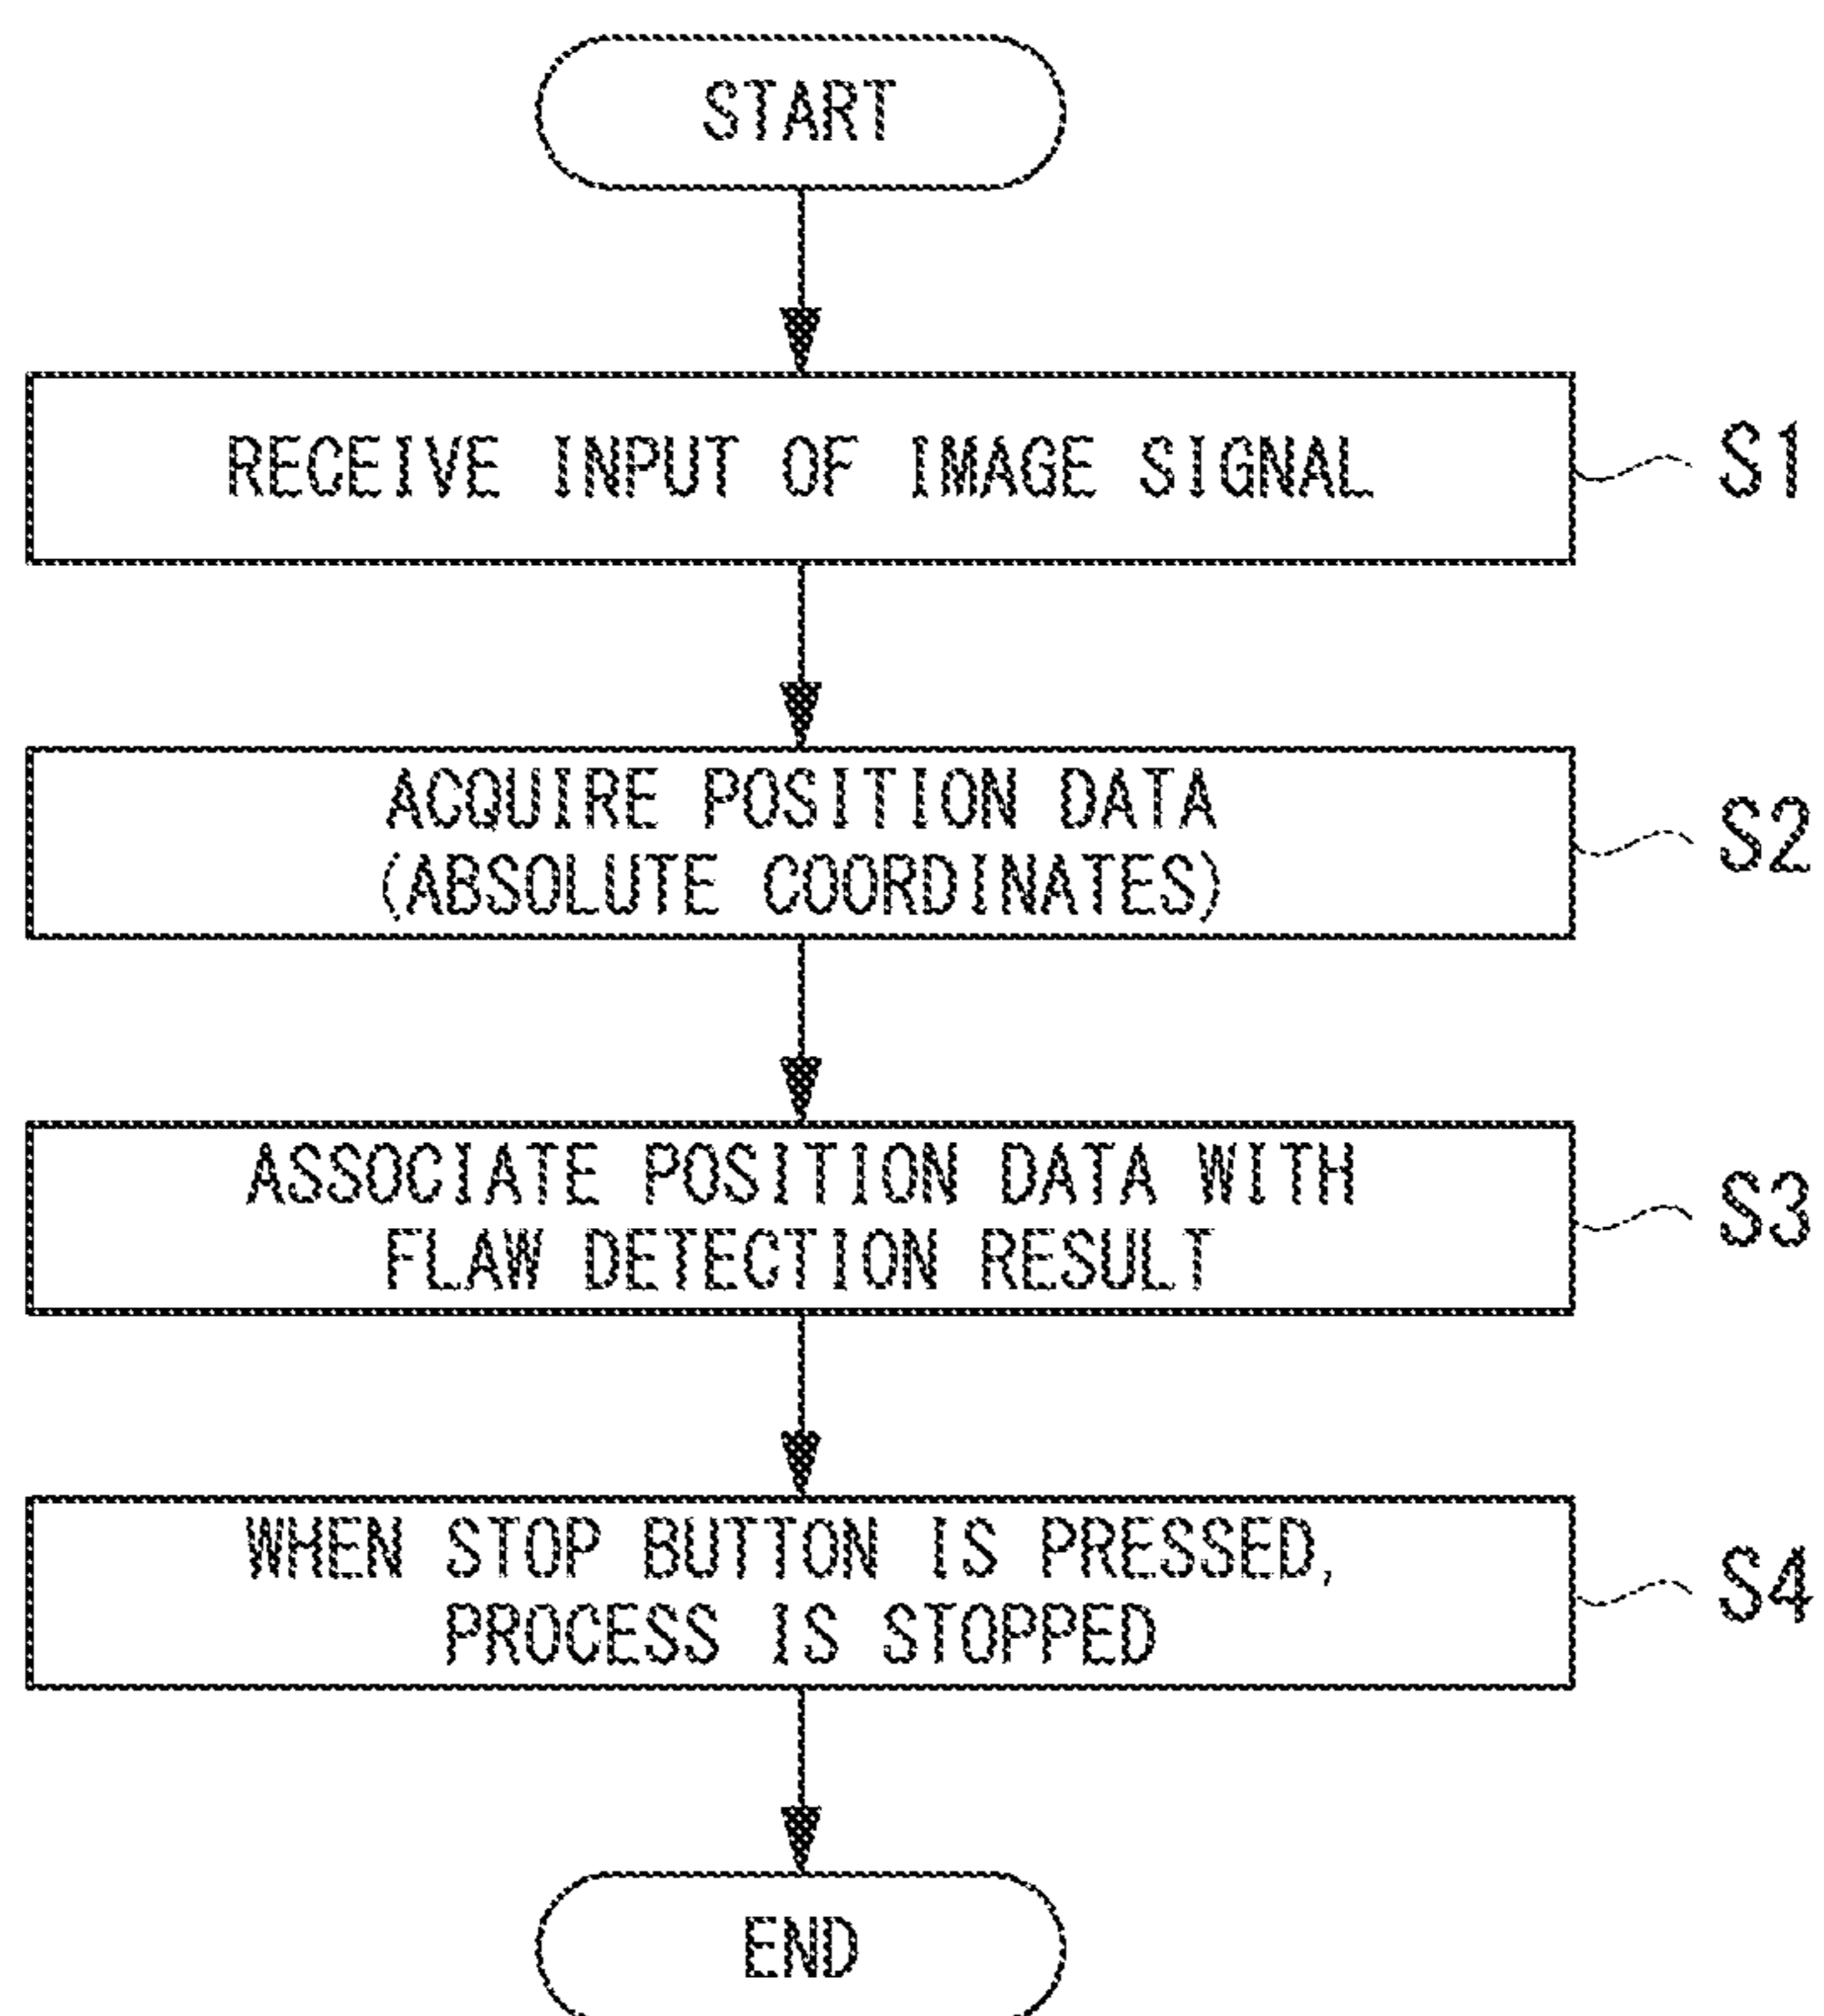 START
RECEIVE INPUT OF IMAGE SIGNAL
S1
ACQUIRE POSITION DATA
(ABSOLUTE COORDINATES)
S2
ASSOCIATE POSITION DATA WITH
FLAW DETECTION RESULT
S3
WHEN STOP BUTTON IS PRESSED,
PROCESS IS STOPPED
S4
END